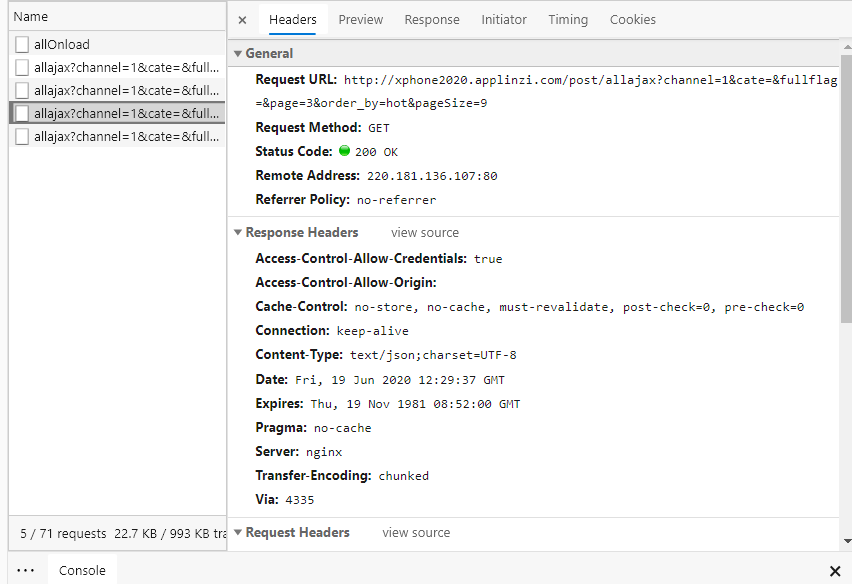 Name
allOnload
allajax?channel=1&cate=&full...
allajax?channel=1&cate=&full...
allajax?channel=1&cate=&full...
allajax?channel=1&cate=&full...
5 / 71 requests 22.7 KB / 993 KB tra
Headers Preview Response Initiator Timing Cookies
General
Request URL: http://xphone2020.applinzi.com/post/allajax?channel=1&cate=&fullflag
=&page=3&order_by=hot&pageSize=9
Request Method: GET
Status Code: 200 OK
Remote Address: 220.181.136.107:80
Referrer Policy: no-referrer
Response Headers view source
Access-Control-Allow-Credentials: true
Access-Control-Allow-Origin:
Cache-Control: no-store, no-cache, must-revalidate, post-check=0, pre-check=0
Connection: keep-alive
Content-Type: text/json;charset=UTF-8
Date: Fri, 19 Jun 2020 12:29:37 GMT
Expires: Thu, 19 Nov 1981 08:52:00 GMT
Pragma: no-cache
Server: nginx
Transfer-Encoding: chunked
Via: 4335
Request Headers view source
Console